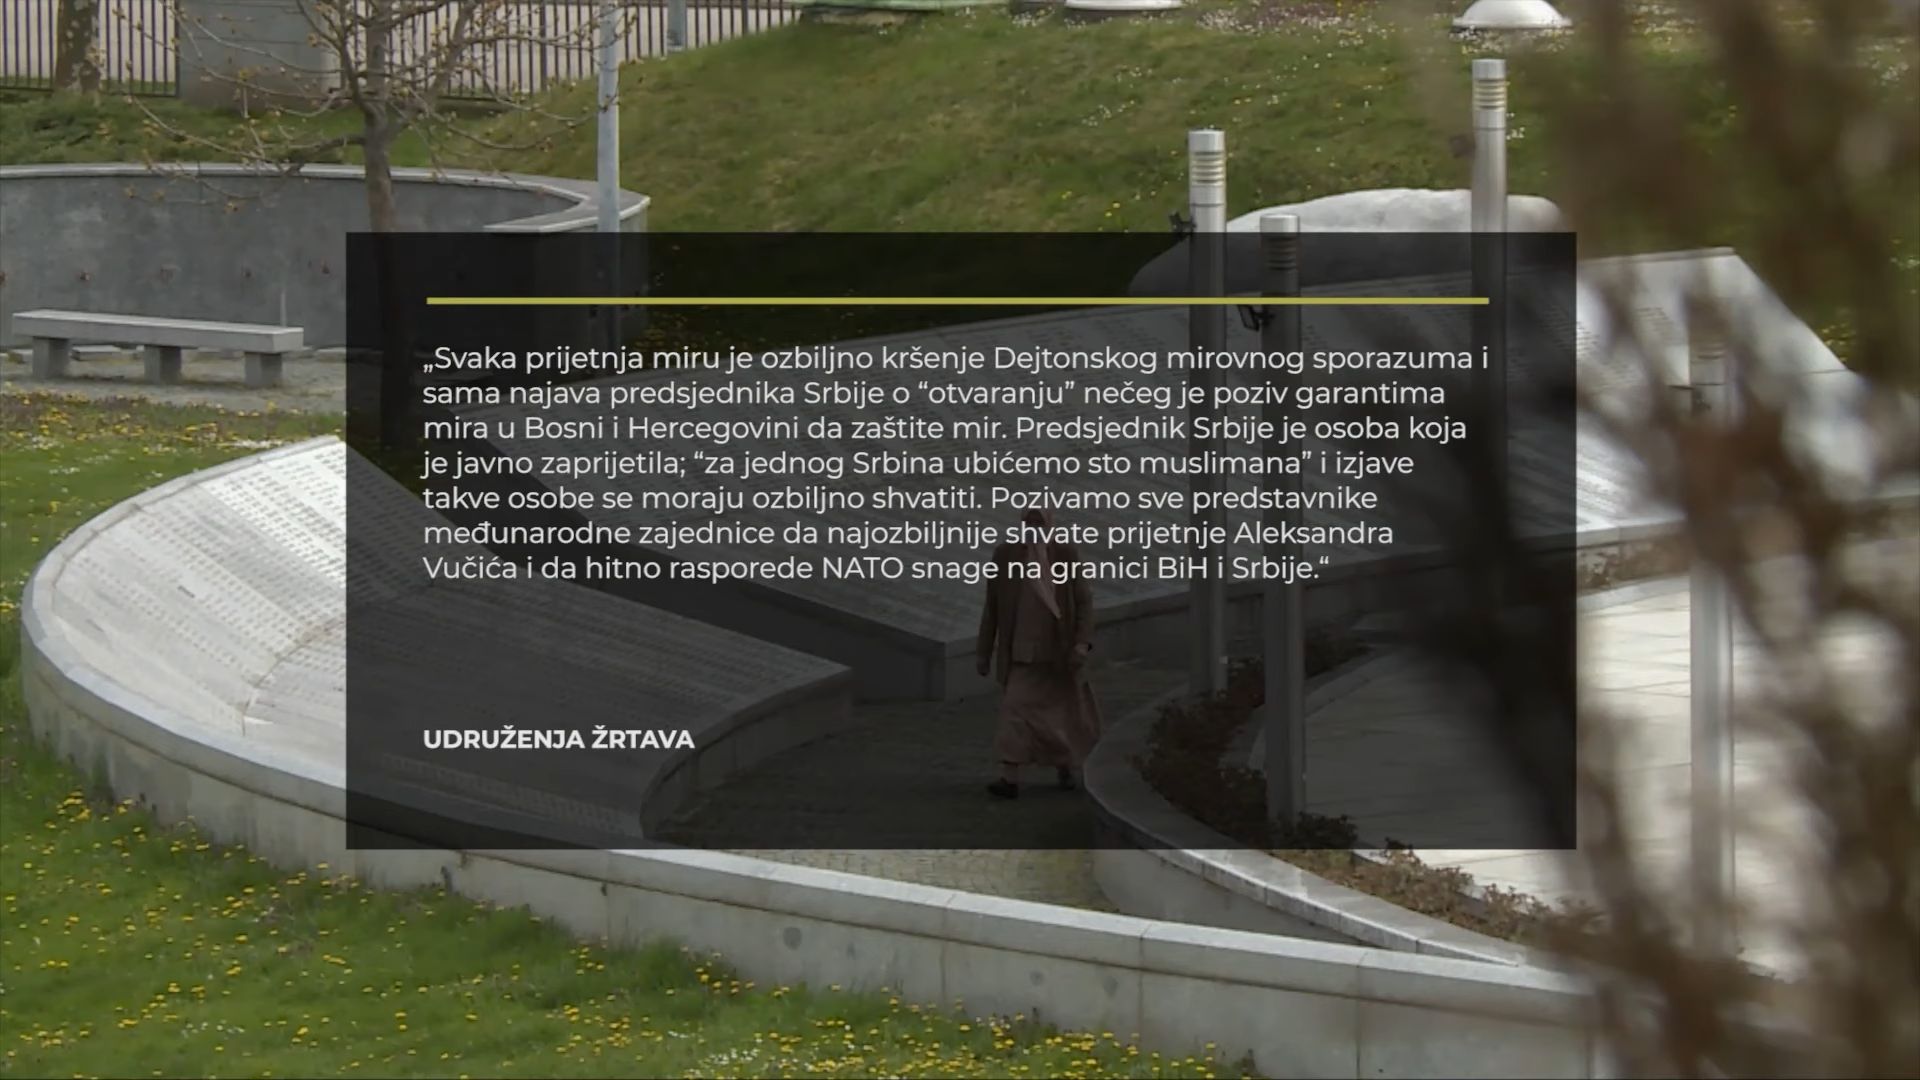 „Svaka prijetnja miru je ozbiljno kršenje Dejtonskog mirovnog sporazuma i
sama najava predsjednika Srbije o “otvaranju” nečeg je poziv garantima
mira u Bosni i Hercegovini da zaštite mir. Predsjednik Srbije je osoba koja
je javno zaprijetila; “za jednog Srbina ubićemo sto muslimana” i izjave
takve osobe se moraju ozbiljno shvatiti. Pozivamo sve predstavnike
međunarodne zajednice da najozbiljnije shvate prijetnje Aleksandra
Vučića i da hitno rasporede NATO snage na granici BiH i Srbije.“
UDRUŽENJA ŽRTAVA